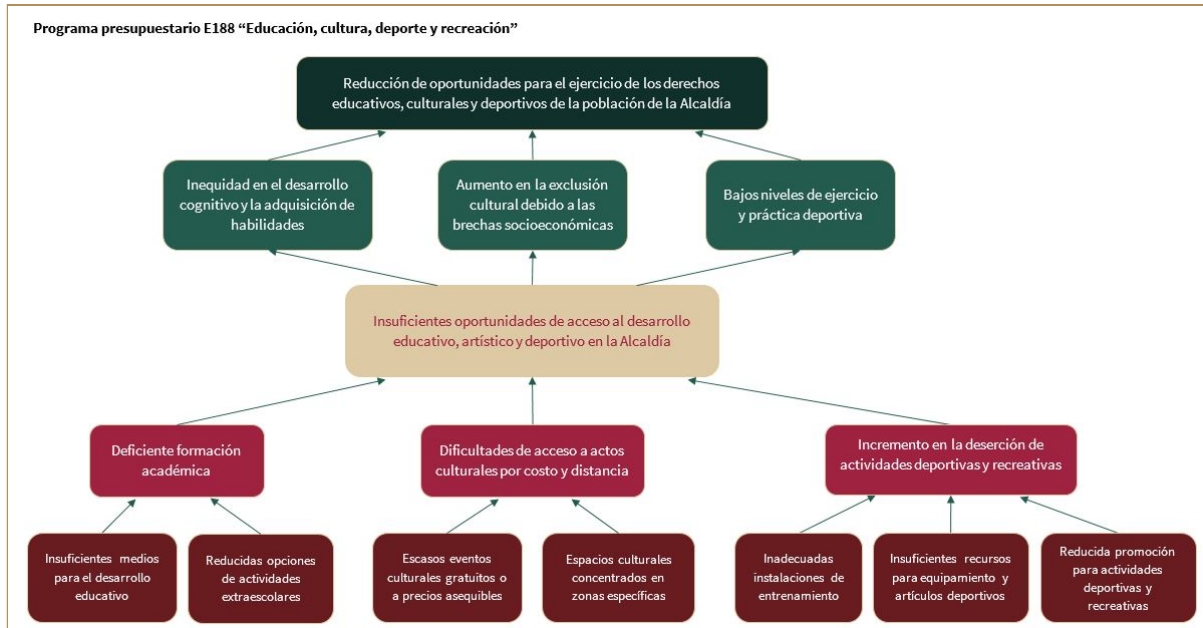 Programa presupuestario E188 “Educación, cultura, deporte y recreación”
Reducción de oportunidades para el ejercicio de los derechos
educativos, culturales y deportivos de la población de la Alcaldía
Inequidad en el desarrollo
cognitivo y la adquisición de
habilidades
Aumento en la exclusión
cultural debido a las
brechas socioeconómicas
Bajos niveles de ejercicio
y práctica deportiva
Insuficientes oportunidades de acceso al desarrollo
educativo, artístico y deportivo en la Alcaldía
Deficiente formación
académica
Dificultades de acceso a actos
culturales por costo y distancia
Incremento en la deserción de
actividades deportivas y recreativas
Insuficientes medios
para el desarrollo
educativo
Reducidas opciones
de actividades
extraescolares
Escasos eventos
culturales gratuitos o
a precios asequibles
Espacios culturales
concentrados en
zonas específicas
Inadecuadas
instalaciones de
entrenamiento
Insuficientes recursos
para equipamiento y
artículos deportivos
Reducida promoción
para actividades
deportivas y
recreativas